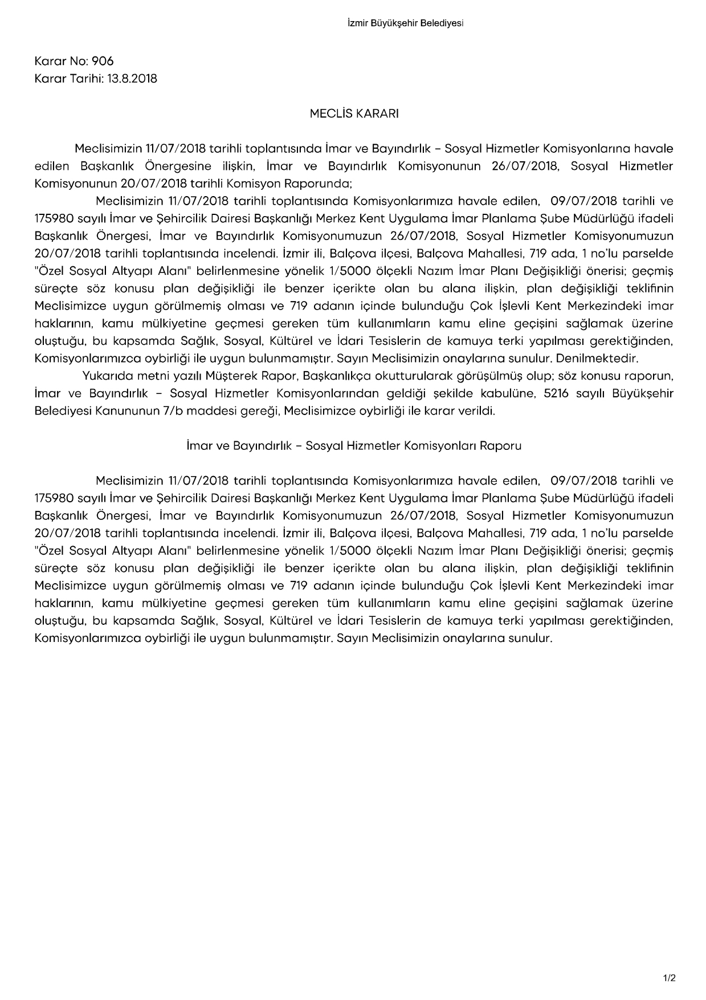 İzmir Büyükşehir Belediyesi
Karar No: 906
Karar Tarihi: 13.8.2018
MECLİS KARARI
Meclisimizin 11/07/2018 tarihli toplantısında İmar ve Bayındırlık – Sosyal Hizmetler Komisyonlarına havale
edilen Başkanlık Önergesine ilişkin, İmar ve Bayındırlık Komisyonunun 26/07/2018, Sosyal Hizmetler
Komisyonunun 20/07/2018 tarihli Komisyon Raporunda;
Meclisimizin 11/07/2018 tarihli toplantısında Komisyonlarımıza havale edilen, 09/07/2018 tarihli ve
175980 sayılı İmar ve Şehircilik Dairesi Başkanlığı Merkez Kent Uygulama İmar Planlama Şube Müdürlüğü ifadeli
Başkanlık Önergesi, İmar ve Bayındırlık Komisyonumuzun 26/07/2018, Sosyal Hizmetler Komisyonumuzun
20/07/2018 tarihli toplantısında incelendi. İzmir ili, Balçova ilçesi, Balçova Mahallesi, 719 ada, 1 no’lu parselde
"Özel Sosyal Altyapı Alanı" belirlenmesine yönelik 1/5000 ölçekli Nazım İmar Planı Değişikliği önerisi; geçmiş
süreçte söz konusu plan değişikliği ile benzer içerikte olan bu alana ilişkin, plan değişikliği teklifinin
Meclisimizce uygun görülmemiş olması ve 719 adanın içinde bulunduğu Çok İşlevli Kent Merkezindeki imar
haklarının, kamu mülkiyetine geçmesi gereken tüm kullanımların kamu eline geçişini sağlamak üzerine
oluştuğu, bu kapsamda Sağlık, Sosyal, Kültürel ve İdari Tesislerin de kamuya terki yapılması gerektiğinden,
Komisyonlarımızca oybirliği ile uygun bulunmamıştır. Sayın Meclisimizin onaylarına sunulur. Denilmektedir.
Yukarıda metni yazılı Müşterek Rapor, Başkanlıkça okutturularak görüşülmüş olup; söz konusu raporun,
İmar ve Bayındırlık – Sosyal Hizmetler Komisyonlarından geldiği şekilde kabulüne, 5216 sayılı Büyükşehir
Belediyesi Kanununun 7/b maddesi gereği, Meclisimizce oybirliği ile karar verildi.
İmar ve Bayındırlık – Sosyal Hizmetler Komisyonları Raporu
Meclisimizin 11/07/2018 tarihli toplantısında Komisyonlarımıza havale edilen, 09/07/2018 tarihli ve
175980 sayılı İmar ve Şehircilik Dairesi Başkanlığı Merkez Kent Uygulama İmar Planlama Şube Müdürlüğü ifadeli
Başkanlık Önergesi, İmar ve Bayındırlık Komisyonumuzun 26/07/2018, Sosyal Hizmetler Komisyonumuzun
20/07/2018 tarihli toplantısında incelendi. İzmir ili, Balçova ilçesi, Balçova Mahallesi, 719 ada, 1 no’lu parselde
"Özel Sosyal Altyapı Alanı" belirlenmesine yönelik 1/5000 ölçekli Nazım İmar Planı Değişikliği önerisi; geçmiş
süreçte söz konusu plan değişikliği ile benzer içerikte olan bu alana ilişkin, plan değişikliği teklifinin
Meclisimizce uygun görülmemiş olması ve 719 adanın içinde bulunduğu Çok İşlevli Kent Merkezindeki imar
haklarının, kamu mülkiyetine geçmesi gereken tüm kullanımların kamu eline geçişini sağlamak üzerine
oluştuğu, bu kapsamda Sağlık, Sosyal, Kültürel ve İdari Tesislerin de kamuya terki yapılması gerektiğinden,
Komisyonlarımızca oybirliği ile uygun bulunmamıştır. Sayın Meclisimizin onaylarına sunulur.
1/2